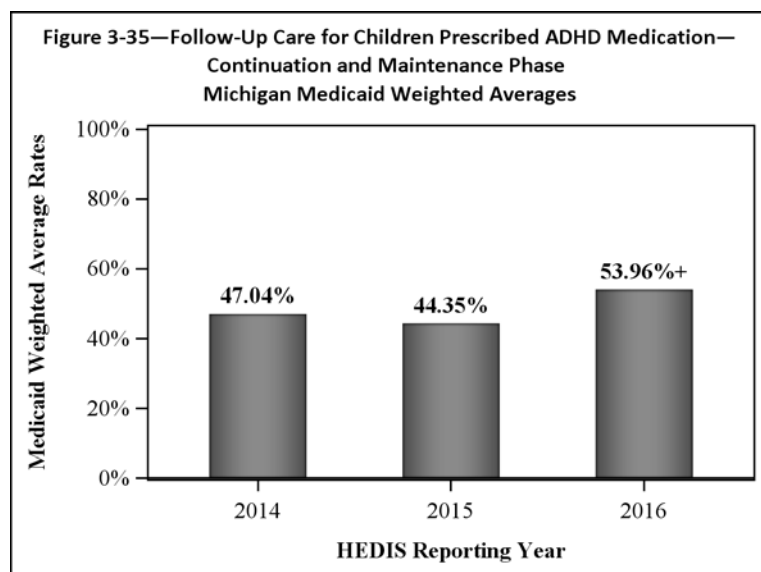 Figure 3-35—Follow-Up Care for Children Prescribed ADHD Medication—
Continuation and Maintenance Phase
Michigan Medicaid Weighted Averages
Medicaid Weighted Average Rates
100%
80%
60%
40%
20%
0%
47.04%
44.35%
53.96%+
2014
2015
2016
HEDIS Reporting Year